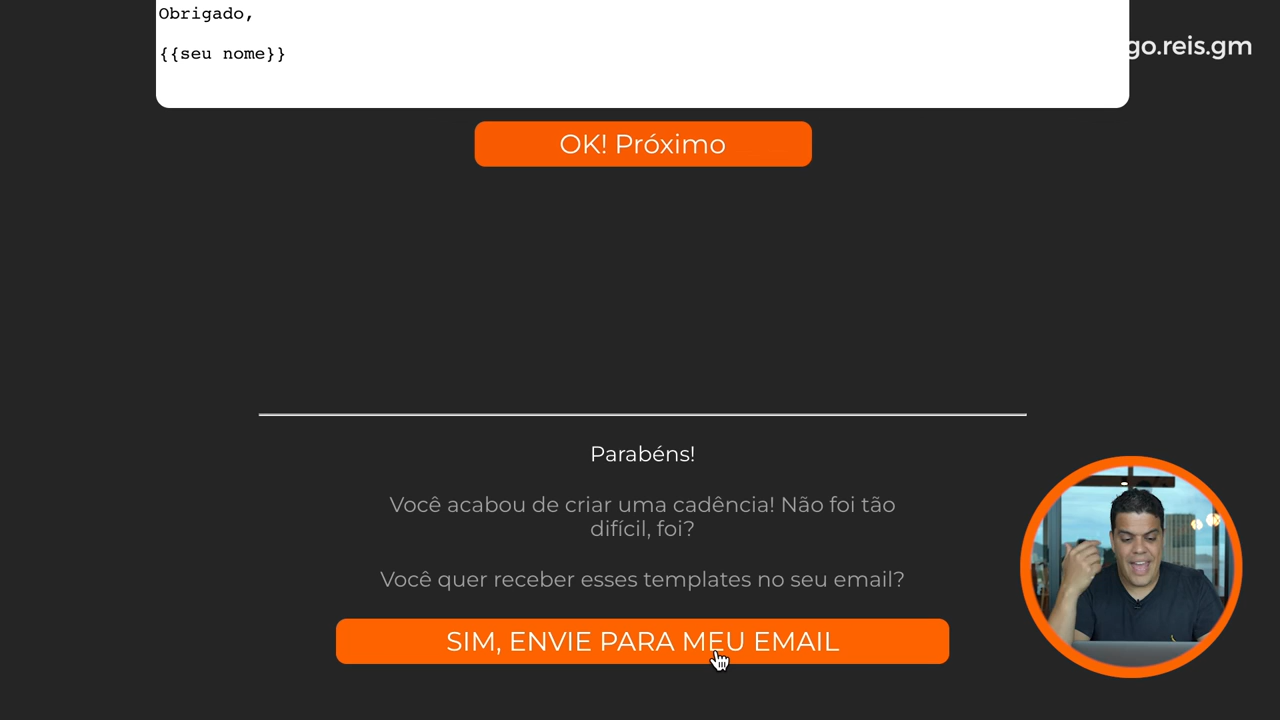 Obrigado,
go.reis.gm
{{seu nome}}
OK! Próximo
Parabéns!
Você acabou de criar uma cadência! Não foi tão
difícil, foi?
Você quer receber esses templates no seu email?
SIM, ENVIE PARA MEU EMAIL